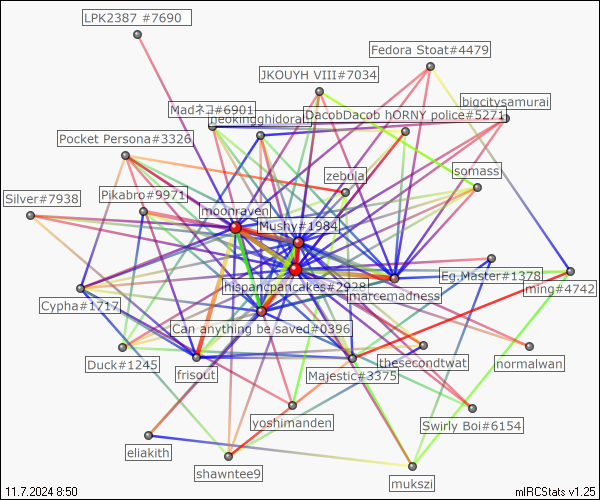 LPK2387 #7690
Fedora Stoat#4479
JKOUYH VIII#7034
bigcitysamurai
Madネコ#6901
neokingghidorah
DacobDacob hORNY police#5271
Pocket Persona#3326
zebula
somass
Silver#7938
Pikabro#9971
moonraven
Mushy#1984
Eg.Master#1378
hispancpancakes#2928
marcemadness
ming#4742
Cypha#1717
Can anything be saved#0396
Duck#1245
frisout
Majestic#3375
thesecondtwat
normalwan
yoshimanden
Swirly Boi#6154
eliakith
shawntee9
mukszi
11.7.2024 8:50
mIRCStats v1.25